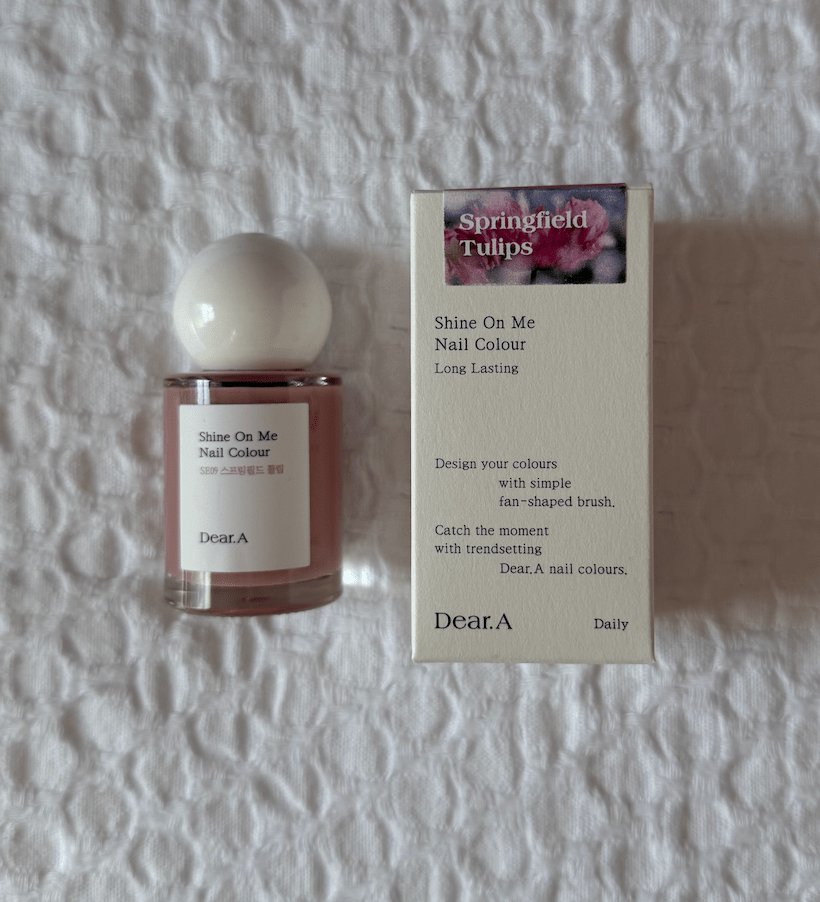 Shine On Me
Nail Colour
SE09 스프링필드 튤립
Dear.A
Springfield
Tulips
Shine On Me
Nail Colour
Long Lasting
Design your colours
with simple
fan-shaped brush.
Catch the moment
with trendsetting
Dear.A nail colours.
Dear.A Daily